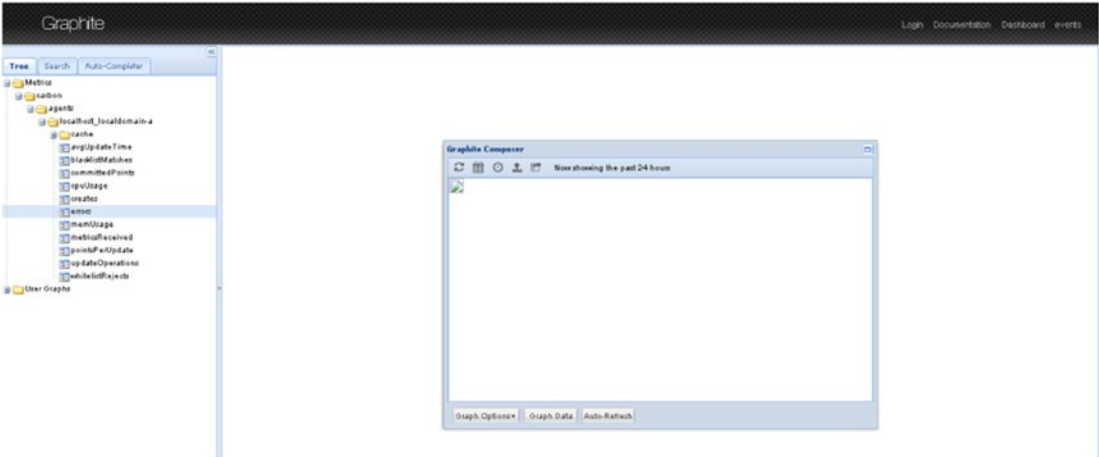 Graphite
Login Documentation Dashboard events
Tree Search Auto-Completer
Metrics
carbon
agents
localhost_localdomain-a
cache
avgUpdateTime
blacklistMatches
committedPoints
cpuUsage
creates
errors
memUsage
metricsReceived
pointsPerUpdate
updateOperations
whitelistRejects
User Graphs
Graphite Composer
Now showing the past 24 hours
Graph Options
Graph Data
Auto-Refresh